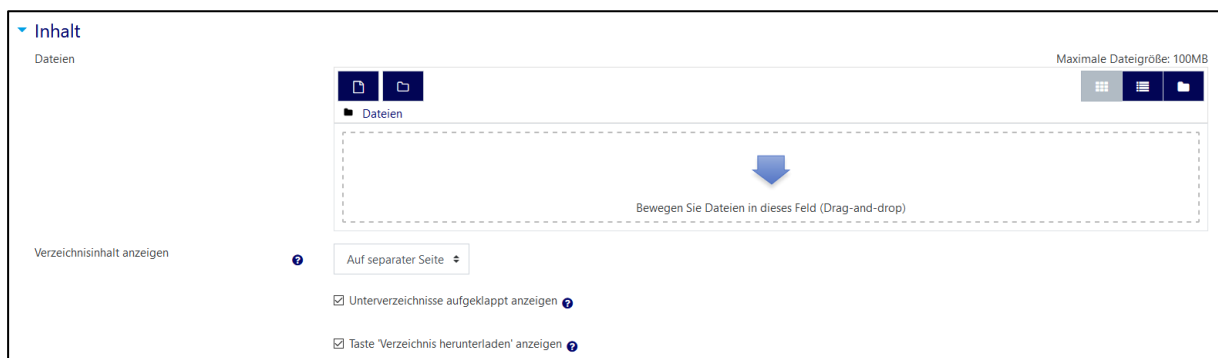 Inhalt
Dateien
Maximale Dateigröße: 100MB
Dateien
Bewegen Sie Dateien in dieses Feld (Drag-and-drop)
Verzeichnisinhalt anzeigen
Auf separater Seite
Unterverzeichnisse aufgeklappt anzeigen
Taste 'Verzeichnis herunterladen' anzeigen